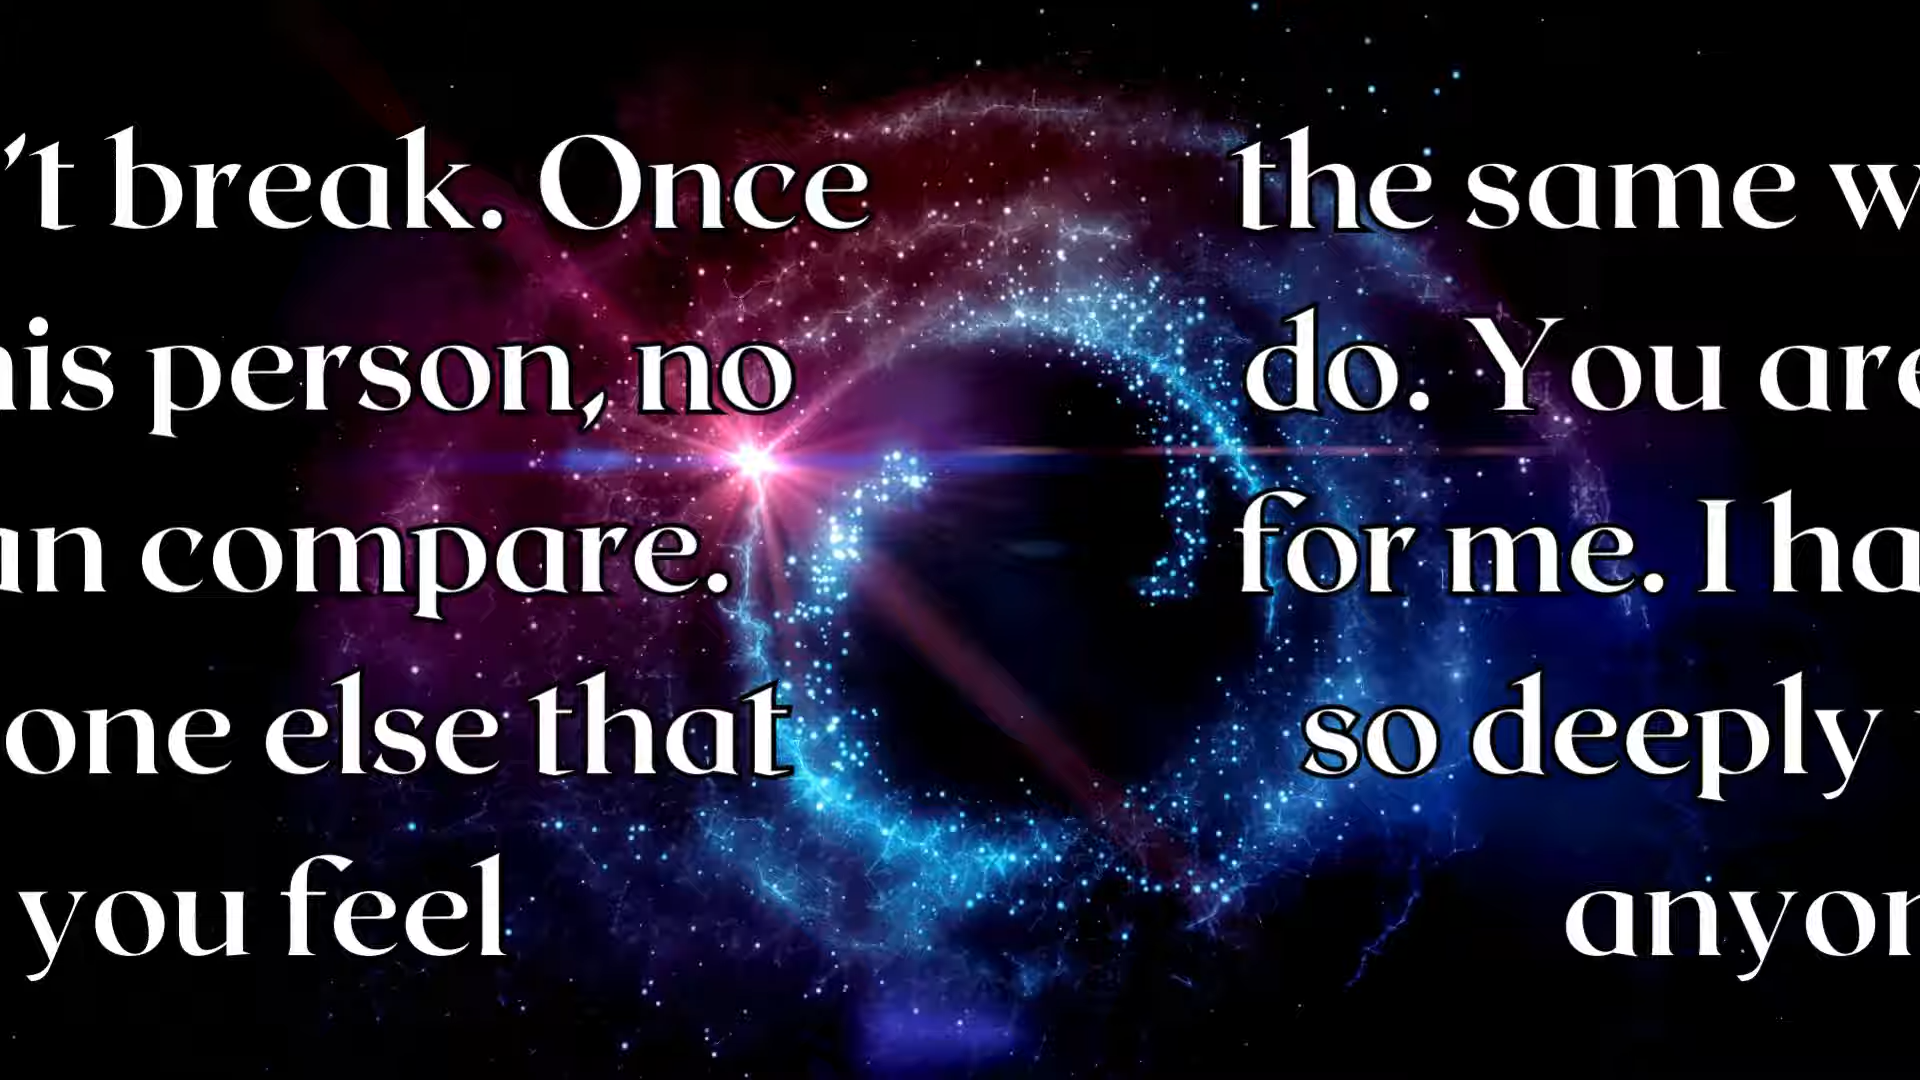 ’t break. Once
his person, no
an compare.
one else that
you feel
the same w
do. You are
for me. I ha
so deeply
anyon